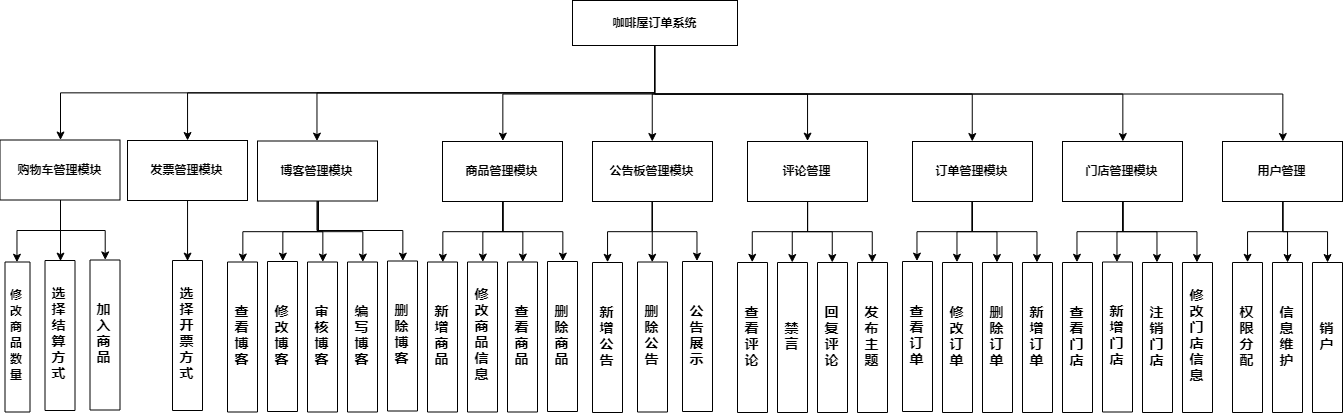 咖啡屋订单系统
购物车管理模块
发票管理模块
博客管理模块
商品管理模块
公告板管理模块
评论管理
订单管理模块
门店管理模块
用户管理
修改商品数量
选择结算方式
加入商品
选择开票方式
查看博客
修改博客
审核博客
编写博客
删除博客
新增商品
修改商品信息
查看商品
删除商品
新增公告
删除公告
公告展示
查看评论
禁言
回复评论
发布主题
查看订单
修改订单
删除订单
新增订单
查看门店
新增门店
注销门店
修改门店信息
权限分配
信息维护
销户